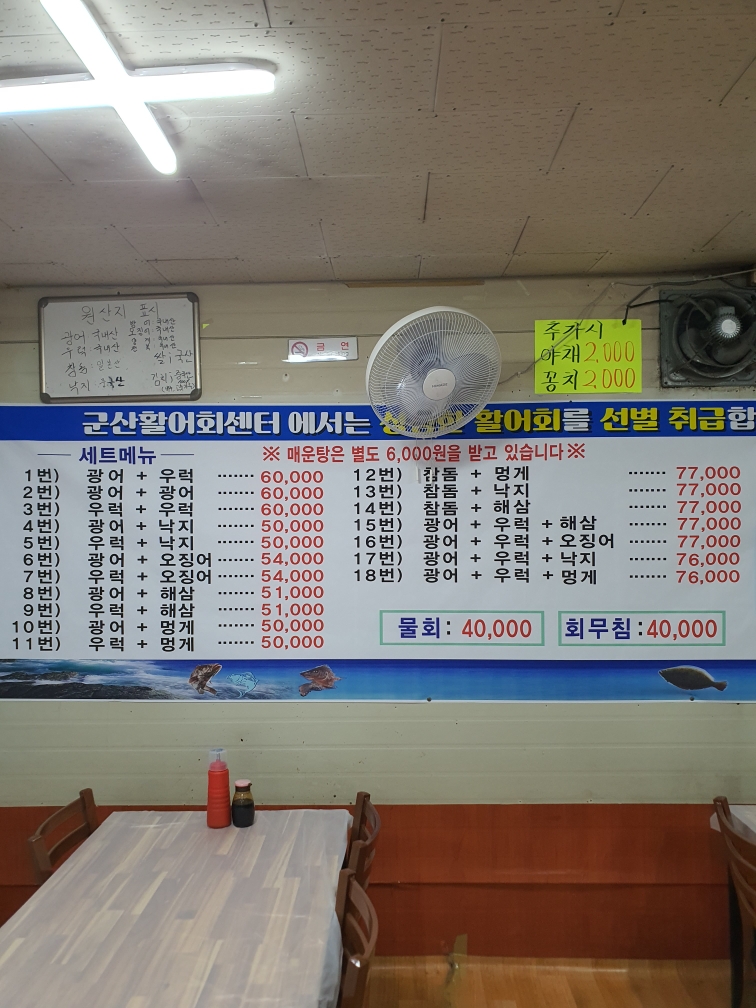 원산지 표시
광어 국내산
우럭 국내산
참돔 : 일본산
낙지 : 중국산
쌀 : 국산
김치 :
금연
추가시
야채 2,000
꽁치 2,000
군산활어회센터 에서는 활어회를 선별 취급합
세트메뉴
※ 매운탕은 별도 6,000원을 받고 있습니다 ※
1번) 광어 + 우럭 ······· 60,000
2번) 광어 + 광어 ······· 60,000
3번) 우럭 + 우럭 ······· 60,000
4번) 광어 + 낙지 ······· 50,000
5번) 우럭 + 낙지 ······· 50,000
6번) 광어 + 오징어 ······ 54,000
7번) 우럭 + 오징어 ······ 54,000
8번) 광어 + 해삼 ······· 51,000
9번) 우럭 + 해삼 ······· 51,000
10번) 광어 + 멍게 ······· 50,000
11번) 우럭 + 멍게 ······· 50,000
12번) 참돔 + 멍게 ······· 77,000
13번) 참돔 + 낙지 ······· 77,000
14번) 참돔 + 해삼 ······· 77,000
15번) 광어 + 우럭 + 해삼 ······· 77,000
16번) 광어 + 우럭 + 오징어 ······· 77,000
17번) 광어 + 우럭 + 낙지 ······· 76,000
18번) 광어 + 우럭 + 멍게 ······· 76,000
물회 : 40,000
회무침 : 40,000